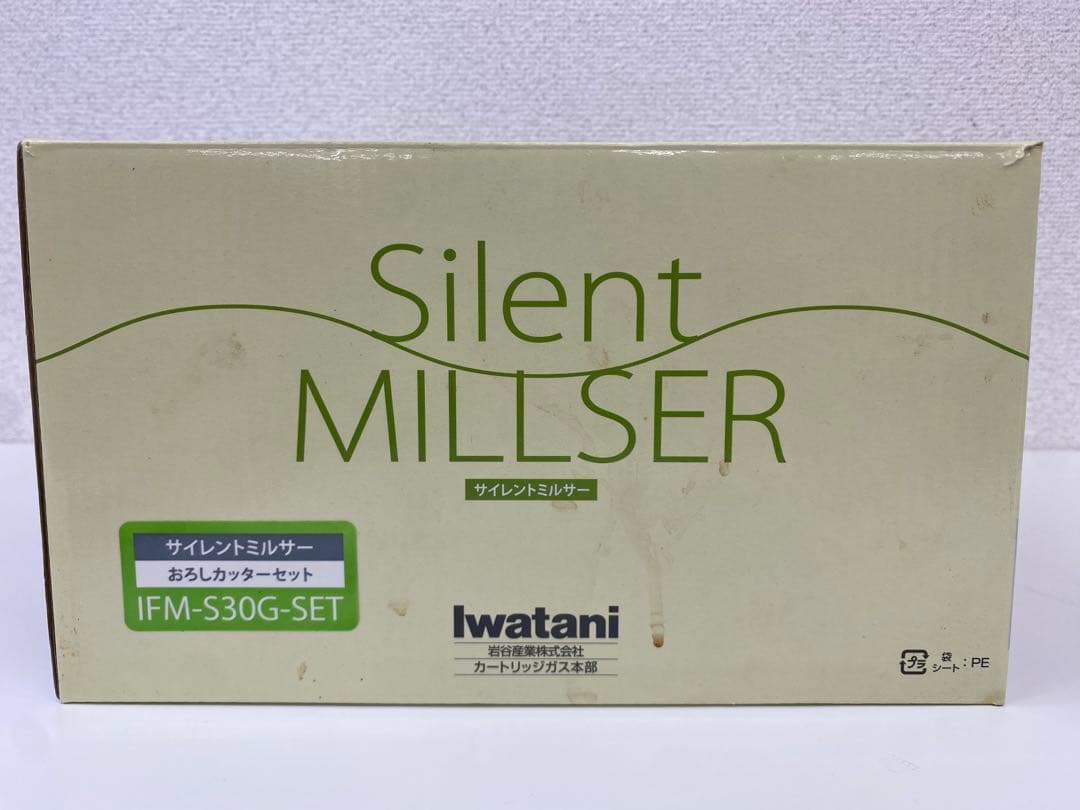 Silent
MILLSER
サイレントミルサー
サイレントミルサー
おろしカッターセット
IFM-S30G-SET
Iwatani
岩谷産業株式会社
カートリッジガス本部
プラ
袋
シート：PE